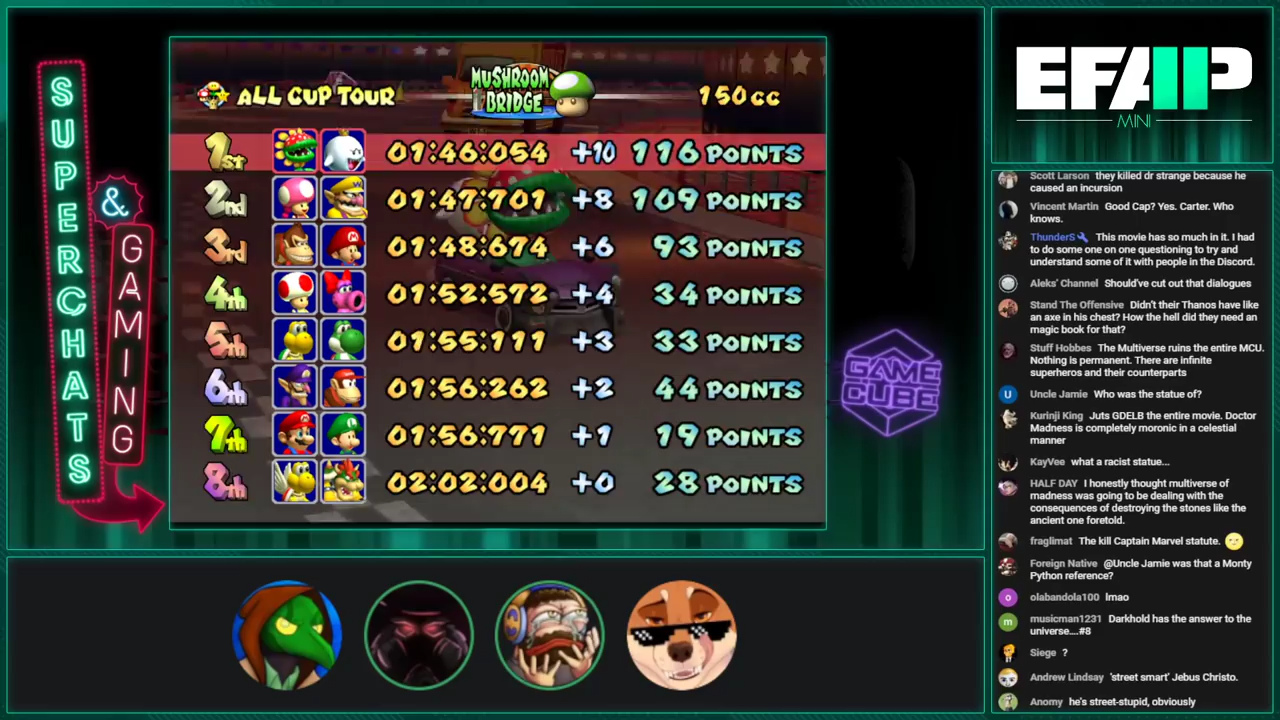 SUPERCHATS
&
GAMING
ALL CUP TOUR
MUSHROOM
BRIDGE
150cc
1st 01:46:054 +10 116 POINTS
2nd 01:47:701 +8 109 POINTS
3rd 01:48:674 +6 93 POINTS
4th 01:52:572 +4 34 POINTS
5th 01:55:111 +3 33 POINTS
6th 01:56:262 +2 44 POINTS
7th 01:56:771 +1 19 POINTS
8th 02:02:004 +0 28 POINTS
GAME
CUBE
EFAP
MINI
Scott Larson they killed dr strange because he
caused an incursion
Vincent Martin Good Cap? Yes. Carter. Who
knows.
ThunderS This movie has so much in it. I had
to do some one on one questioning to try and
understand some of it with people in the Discord.
Aleks' Channel Should've cut out that dialogues
Stand The Offensive Didn't their Thanos have like
an axe in his chest? How the hell did they need an
magic book for that?
Stuff Hobbes The Multiverse ruins the entire MCU.
Nothing is permanent. There are infinite
superheros and their counterparts
U
Uncle Jamie Who was the statue of?
Kurinji King Juts GDELB the entire movie. Doctor
Madness is completely moronic in a celestial
manner
KayVee what a racist statue...
HALF DAY I honestly thought multiverse of
madness was going to be dealing with the
consequences of destroying the stones like the
ancient one foretold.
fraglimat The kill Captain Marvel statute.
Foreign Native @Uncle Jamie was that a Monty
Python reference?
o
olabandola100 lmao
m
musicman1231 Darkhold has the answer to the
universe....#8
Siege ?
Andrew Lindsay 'street smart' Jebus Christo.
Anomy he's street-stupid, obviously